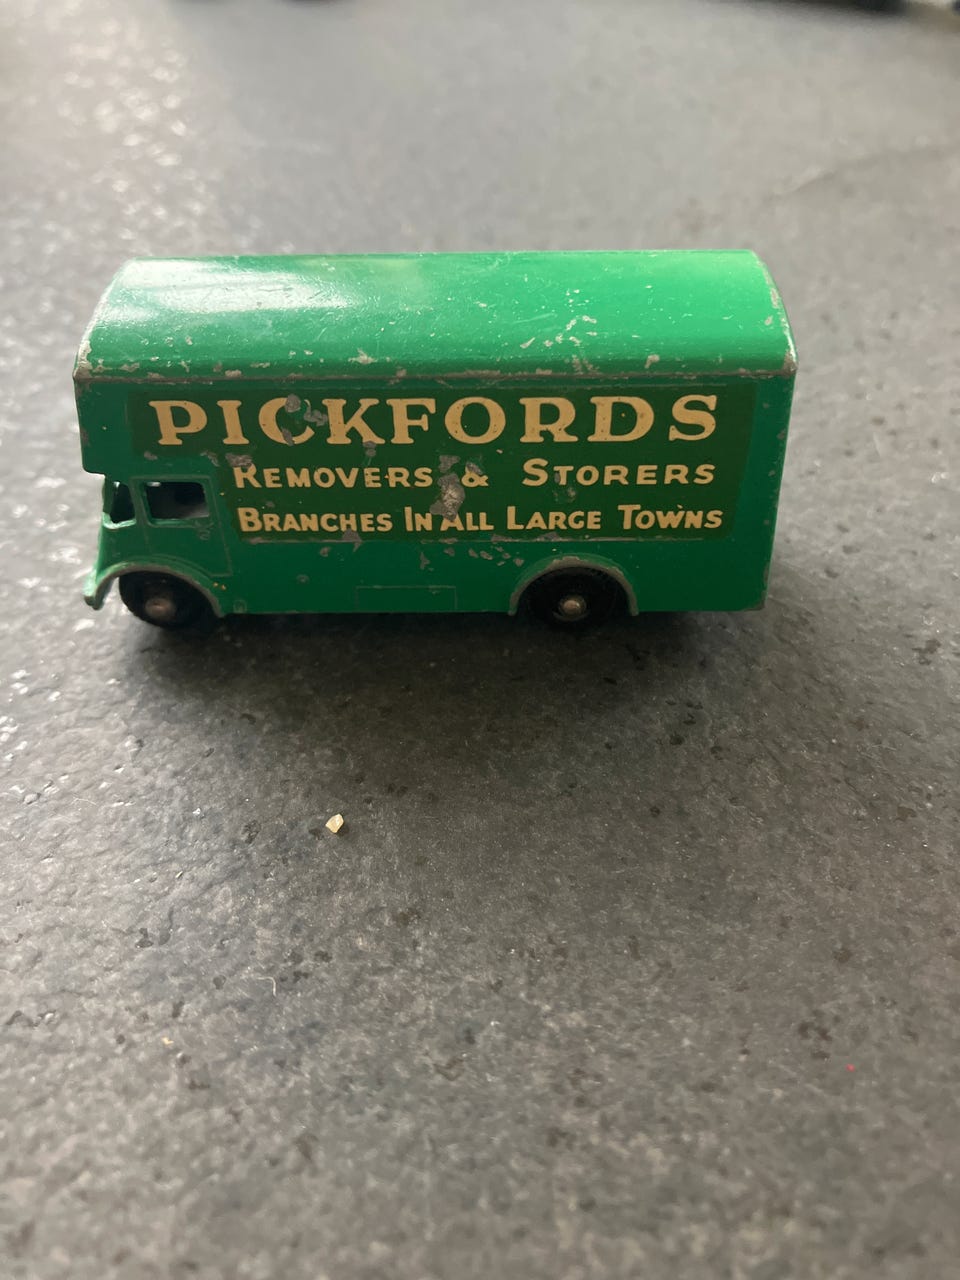 PICKFORDS
REMOVERS & STORERS
BRANCHES IN ALL LARGE TOWNS